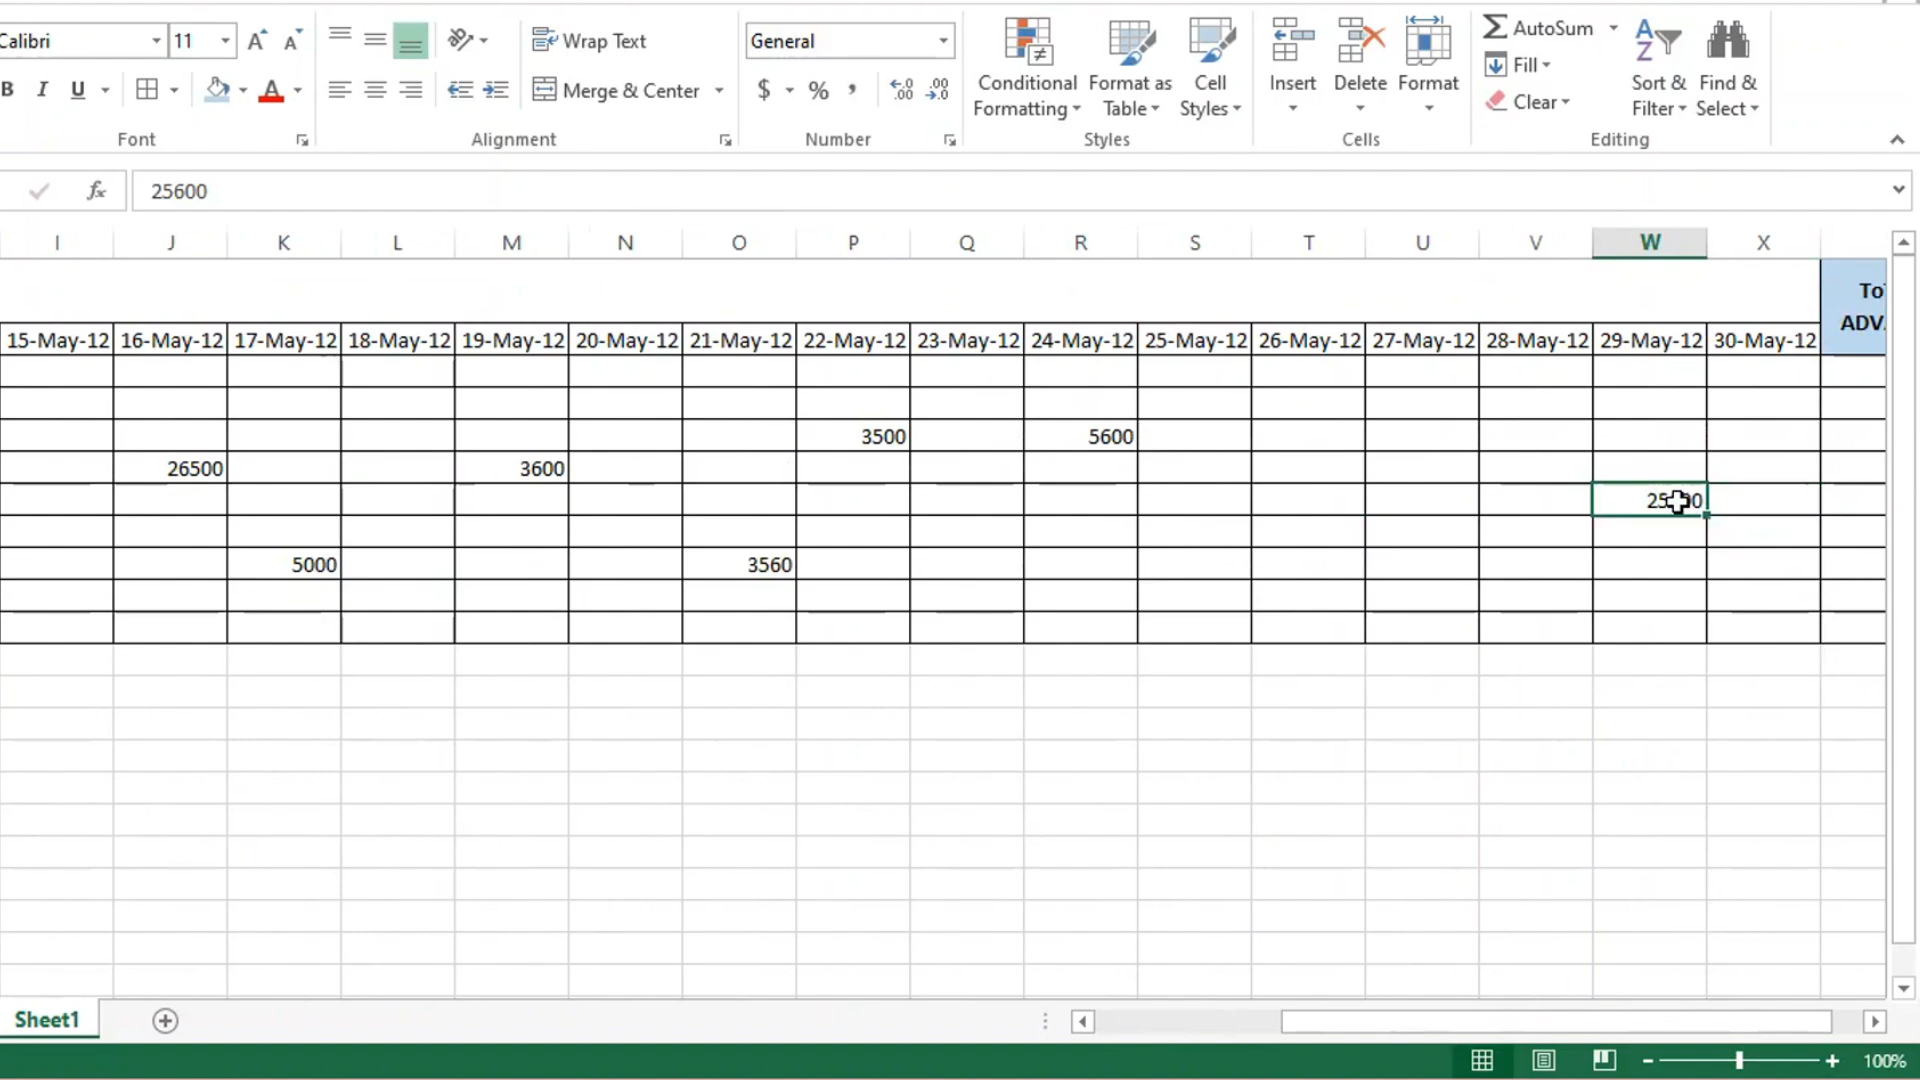 Calibri 11 Wrap Text General AutoSum
Conditional Formatting Format as Table Cell Styles Insert Delete Format Fill Sort & Filter Find & Select
B I U Merge & Center $ % , Clear
Font Alignment Number Styles Cells Editing
fx 25600
I J K L M N O P Q R S T U V W X
ADV
15-May-12 16-May-12 17-May-12 18-May-12 19-May-12 20-May-12 21-May-12 22-May-12 23-May-12 24-May-12 25-May-12 26-May-12 27-May-12 28-May-12 29-May-12 30-May-12
3500 5600
26500 3600
5000 3560
Sheet1
100%